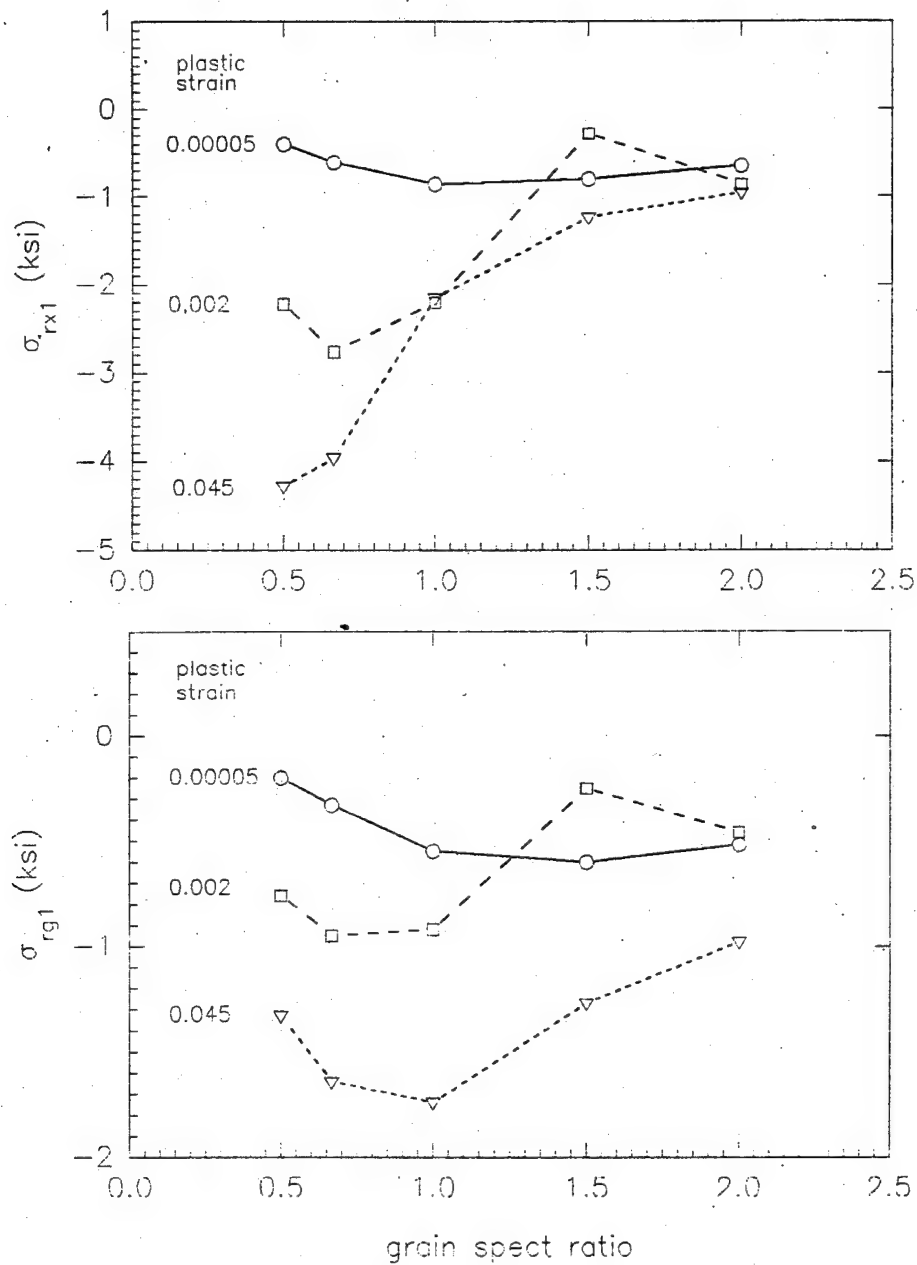 1
plastic
strain
0
0.00005
-1
σrx1 (ksi)
-2
0.002
-3
-4
0.045
-5
0.0 0.5 1.0 1.5 2.0 2.5
plastic
strain
0
0.00005
σrg1 (ksi)
0.002
-1
0.045
-2
0.0 0.5 1.0 1.5 2.0 2.5
grain spect ratio